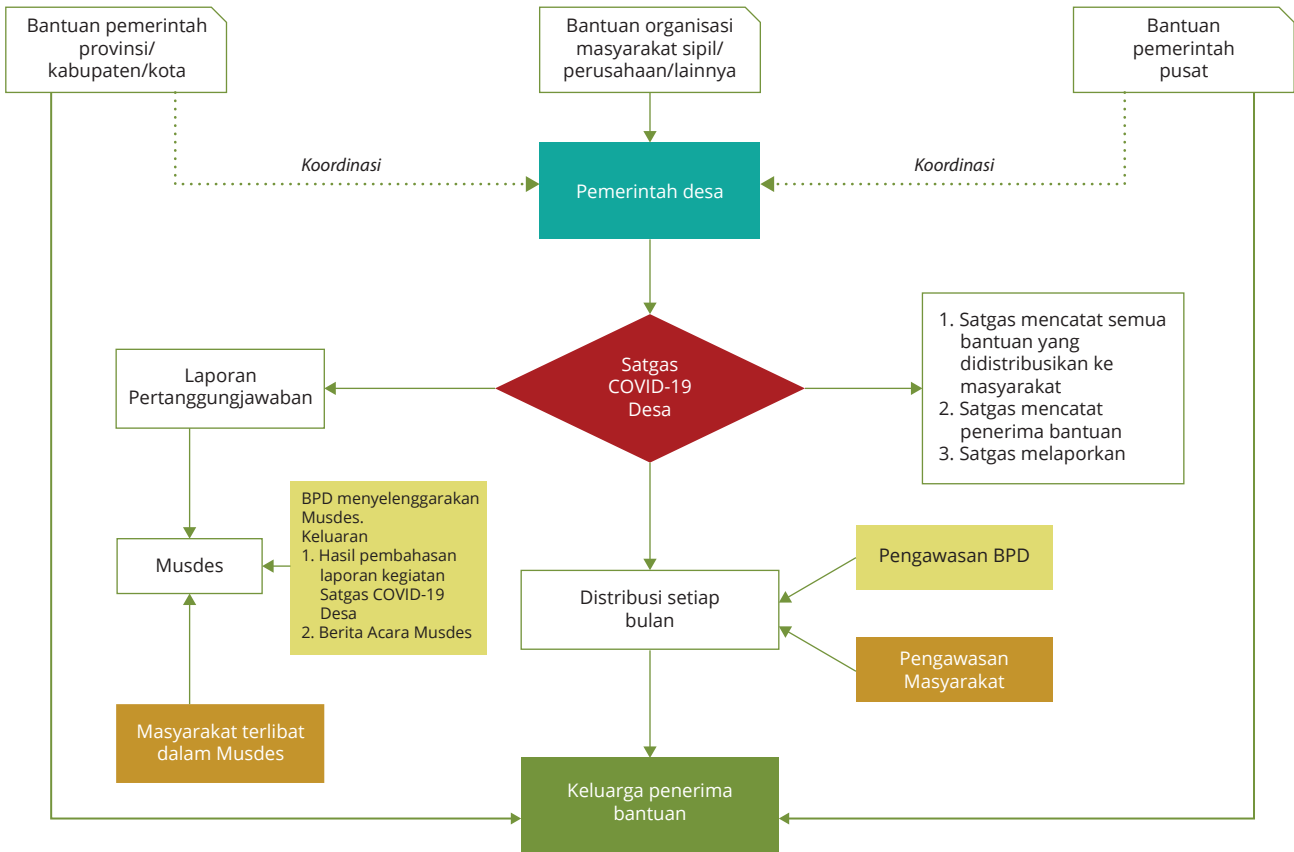 Bantuan pemerintah
provinsi/
kabupaten/kota
Bantuan organisasi
masyarakat sipil/
perusahaan/lainnya
Bantuan
pemerintah
pusat
Koordinasi
Koordinasi
Pemerintah desa
Satgas
COVID-19
Desa
Laporan
Pertanggungjawaban
1. Satgas mencatat semua
bantuan yang
didistribusikan ke
masyarakat
2. Satgas mencatat
penerima bantuan
3. Satgas melaporkan
BPD menyelenggarakan
Musdes.
Keluaran
1. Hasil pembahasan
laporan kegiatan
Satgas COVID-19
Desa
2. Berita Acara Musdes
Musdes
Pengawasan BPD
Distribusi setiap
bulan
Pengawasan
Masyarakat
Masyarakat terlibat
dalam Musdes
Keluarga penerima
bantuan